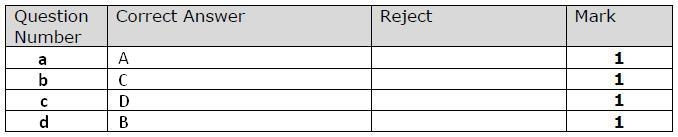 Question Number Correct Answer Reject Mark
a A 1
b C 1
c D 1
d B 1